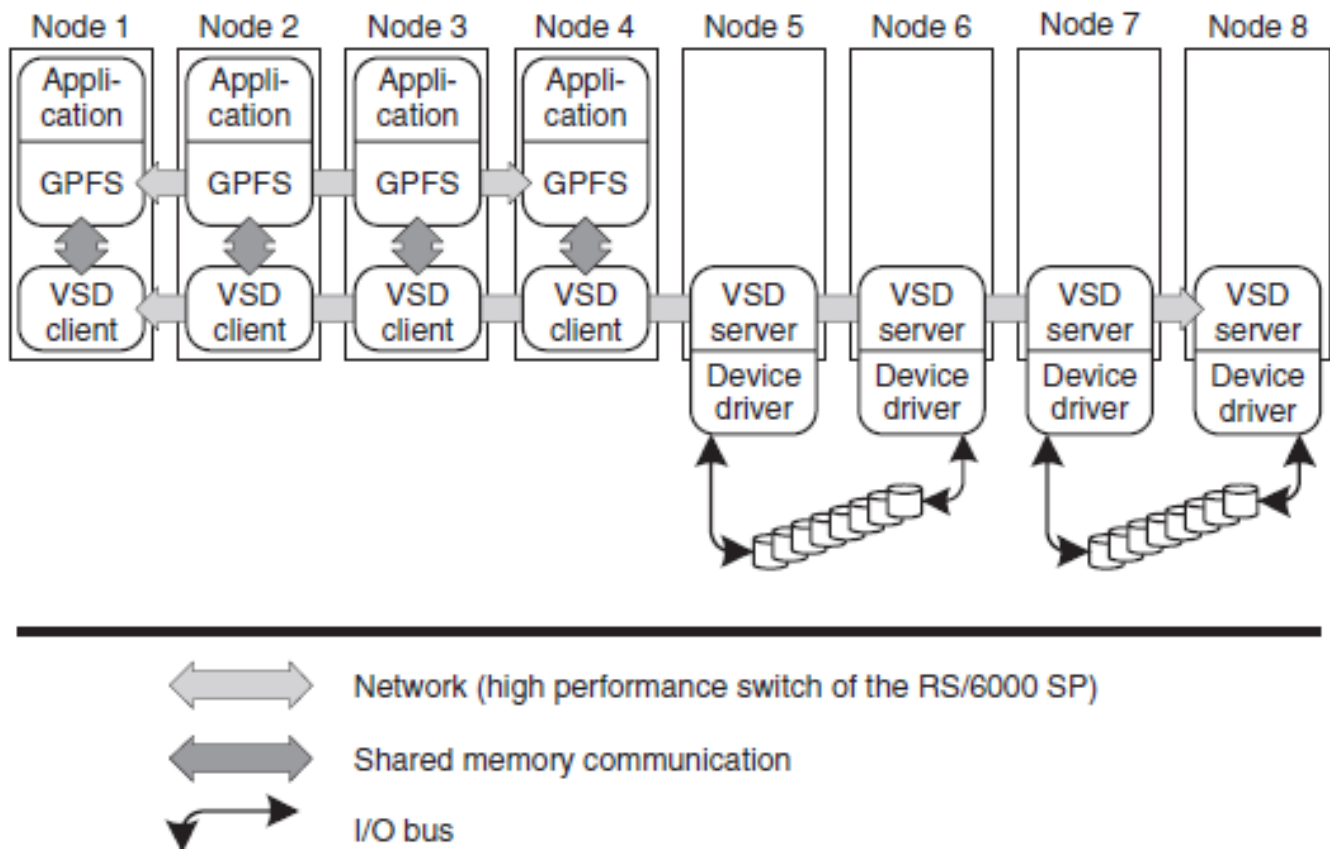 Node 1 Node 2 Node 3 Node 4 Node 5 Node 6 Node 7 Node 8
Appli- Appli- Appli- Appli-
cation cation cation cation
GPFS GPFS GPFS GPFS
VSD VSD VSD VSD VSD VSD VSD VSD
client client client client server server server server
Device Device Device Device
driver driver driver driver
Network (high performance switch of the RS/6000 SP)
Shared memory communication
I/O bus